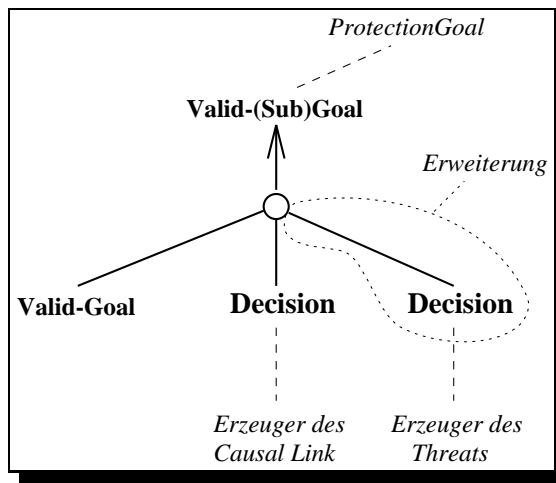 ProtectionGoal
Valid-(Sub)Goal
Erweiterung
Valid-Goal
Decision
Decision
Erzeuger des
Causal Link
Erzeuger des
Threats